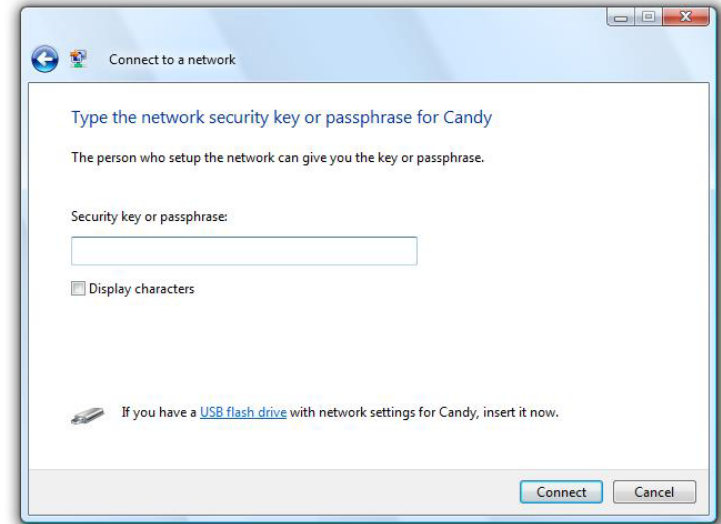 Connect to a network
Type the network security key or passphrase for Candy
The person who setup the network can give you the key or passphrase.
Security key or passphrase:
Display characters
If you have a USB flash drive with network settings for Candy, insert it now.
Connect Cancel